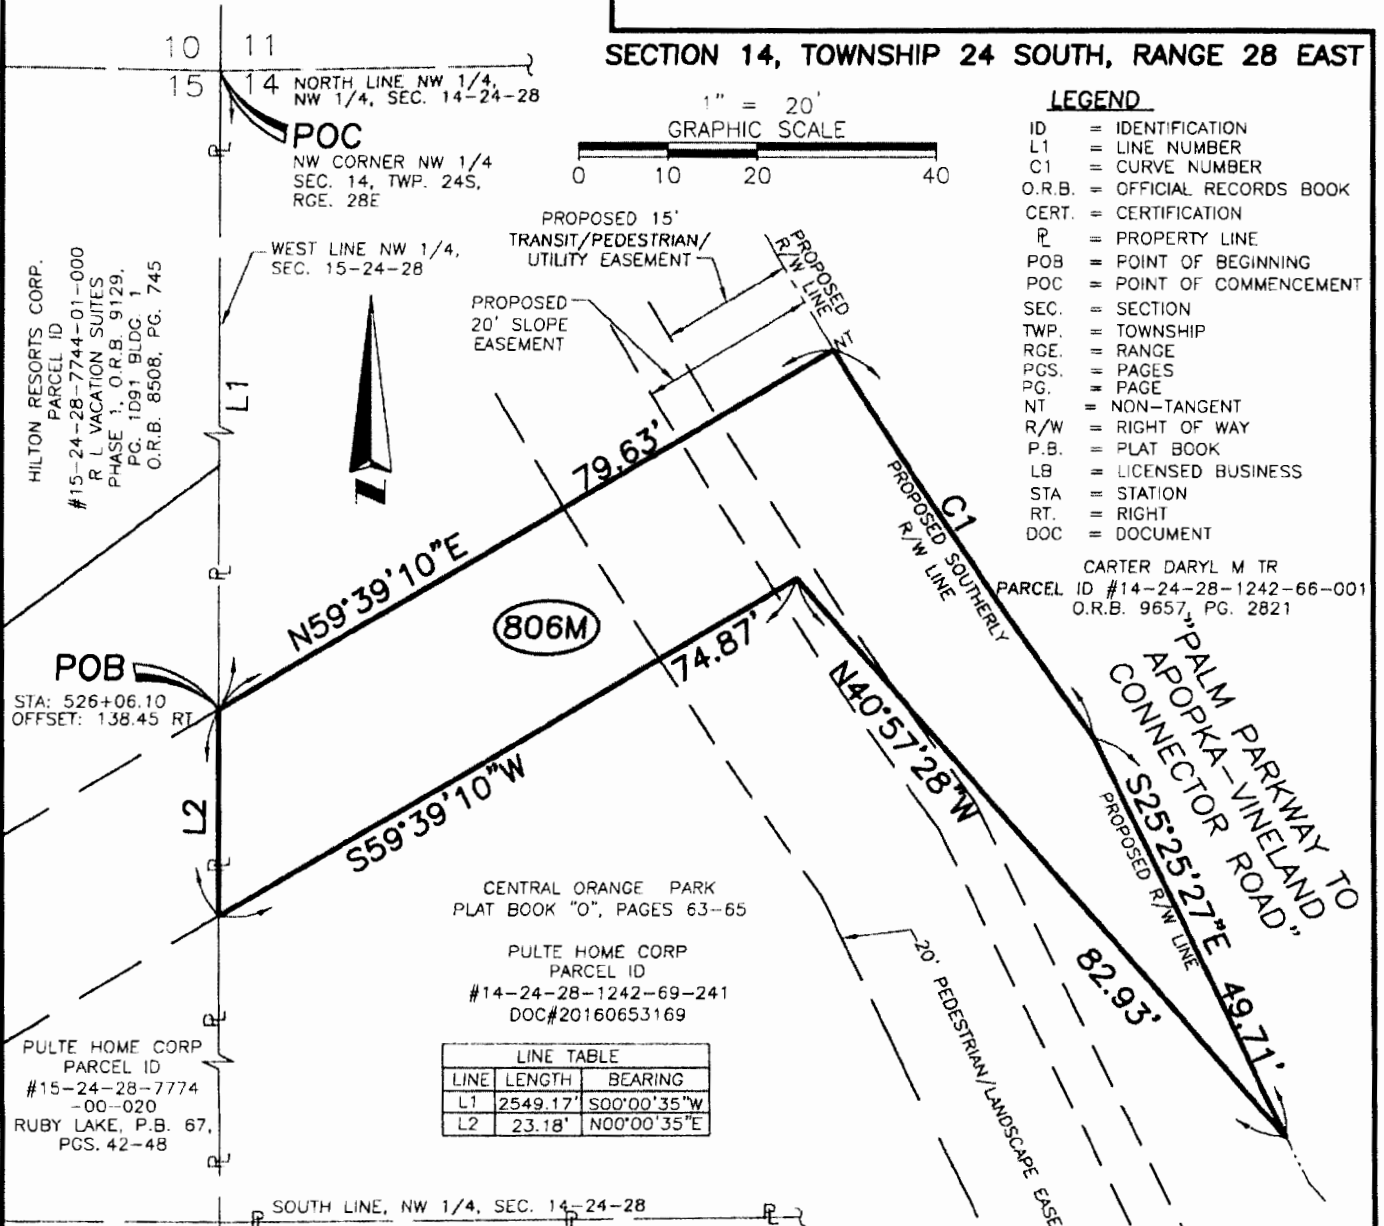 SECTION 14, TOWNSHIP 24 SOUTH, RANGE 28 EAST
10 11
15 14
NORTH LINE NW 1/4,
NW 1/4, SEC. 14-24-28
POC
NW CORNER NW 1/4
SEC. 14, TWP. 24S,
RGE. 28E
1" = 20'
GRAPHIC SCALE
0 10 20 40
LEGEND
ID = IDENTIFICATION
L1 = LINE NUMBER
C1 = CURVE NUMBER
O.R.B. = OFFICIAL RECORDS BOOK
CERT. = CERTIFICATION
PL = PROPERTY LINE
POB = POINT OF BEGINNING
POC = POINT OF COMMENCEMENT
SEC. = SECTION
TWP. = TOWNSHIP
RGE. = RANGE
PGS. = PAGES
PG. = PAGE
NT = NON-TANGENT
R/W = RIGHT OF WAY
P.B. = PLAT BOOK
LB = LICENSED BUSINESS
STA = STATION
RT. = RIGHT
DOC = DOCUMENT
WEST LINE NW 1/4,
SEC. 15-24-28
PROPOSED 15'
TRANSIT/PEDESTRIAN/
UTILITY EASEMENT
PROPOSED
R/W LINE
PROPOSED
20' SLOPE
EASEMENT
NT
HILTON RESORTS CORP.
PARCEL ID
#15-24-28-7744-01-000
R L VACATION SUITES
PHASE 1, O.R.B. 9129,
PG. 1D91 BLDG. 1
O.R.B. 8508, PG. 745
L1
PL
79.63'
N59°39'10"E
C1
PROPOSED SOUTHERLY
R/W LINE
CARTER DARYL M TR
PARCEL ID #14-24-28-1242-66-001
O.R.B. 9657, PG. 2821
806M
POB
STA: 526+06.10
OFFSET: 138.45 RT
PL
74.87'
S59°39'10"W
N40°57'28"W
82.93'
"PALM PARKWAY TO
APOPKA-VINELAND
CONNECTOR ROAD"
S25°25'27"E 49.71'
PROPOSED R/W LINE
L2
PL
CENTRAL ORANGE PARK
PLAT BOOK "O", PAGES 63-65
PULTE HOME CORP
PARCEL ID
#14-24-28-1242-69-241
DOC#20160653169
20' PEDESTRIAN/LANDSCAPE EASE
PL
PULTE HOME CORP
PARCEL ID
#15-24-28-7774
-00-020
RUBY LAKE, P.B. 67,
PGS. 42-48
LINE TABLE
LINE LENGTH BEARING
L1 2549.17' S00°00'35"W
L2 23.18' N00°00'35"E
PL
SOUTH LINE, NW 1/4, SEC. 14-24-28
PL PL PL